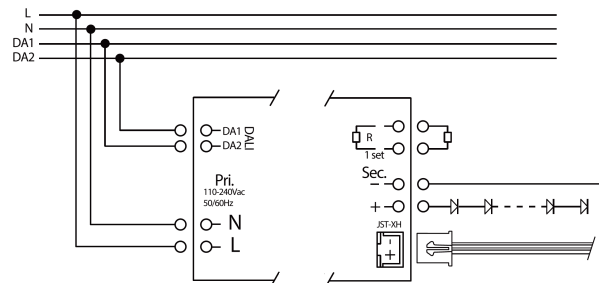 L
N
DA1
DA2
DA1
DA2
DALI
Pri.
110-240Vac
50/60Hz
N
L
R
1 set
Sec.
−
+
JST-XH
-
+